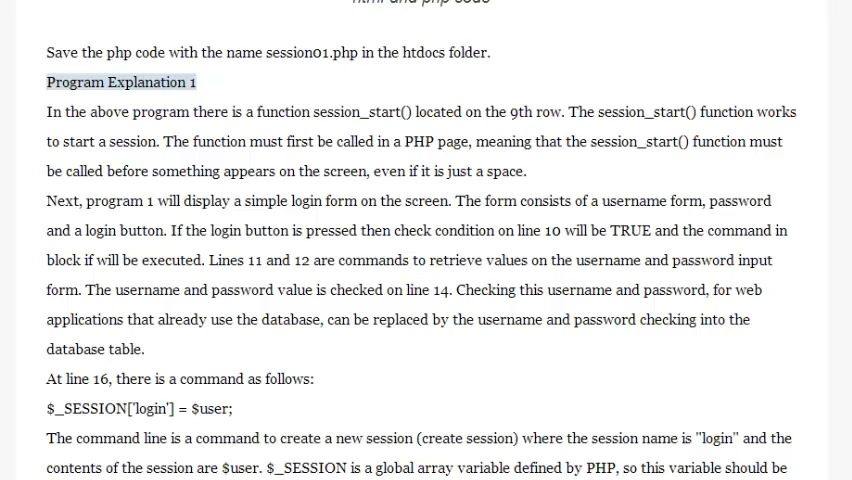 html and php code
Save the php code with the name session01.php in the htdocs folder.
Program Explanation 1
In the above program there is a function session_start() located on the 9th row. The session_start() function works
to start a session. The function must first be called in a PHP page, meaning that the session_start() function must
be called before something appears on the screen, even if it is just a space.
Next, program 1 will display a simple login form on the screen. The form consists of a username form, password
and a login button. If the login button is pressed then check condition on line 10 will be TRUE and the command in
block if will be executed. Lines 11 and 12 are commands to retrieve values on the username and password input
form. The username and password value is checked on line 14. Checking this username and password, for web
applications that already use the database, can be replaced by the username and password checking into the
database table.
At line 16, there is a command as follows:
$_SESSION['login'] = $user;
The command line is a command to create a new session (create session) where the session name is "login" and the
contents of the session are $user. $_SESSION is a global array variable defined by PHP, so this variable should be